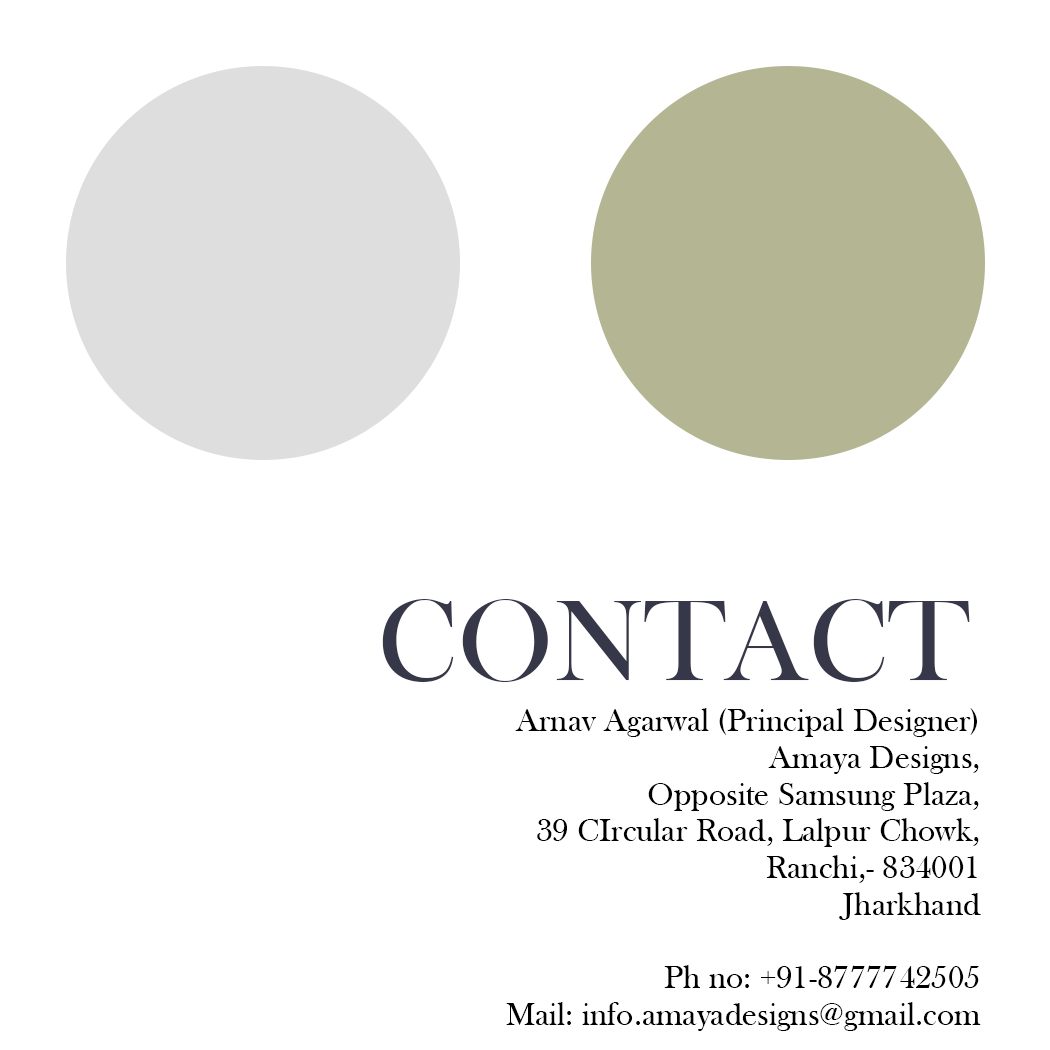 CONTACT
Arnav Agarwal (Principal Designer)
Amaya Designs,
Opposite Samsung Plaza,
39 CIrcular Road, Lalpur Chowk,
Ranchi,- 834001
Jharkhand
Ph no: +91-8777742505
Mail: info.amayadesigns@gmail.com